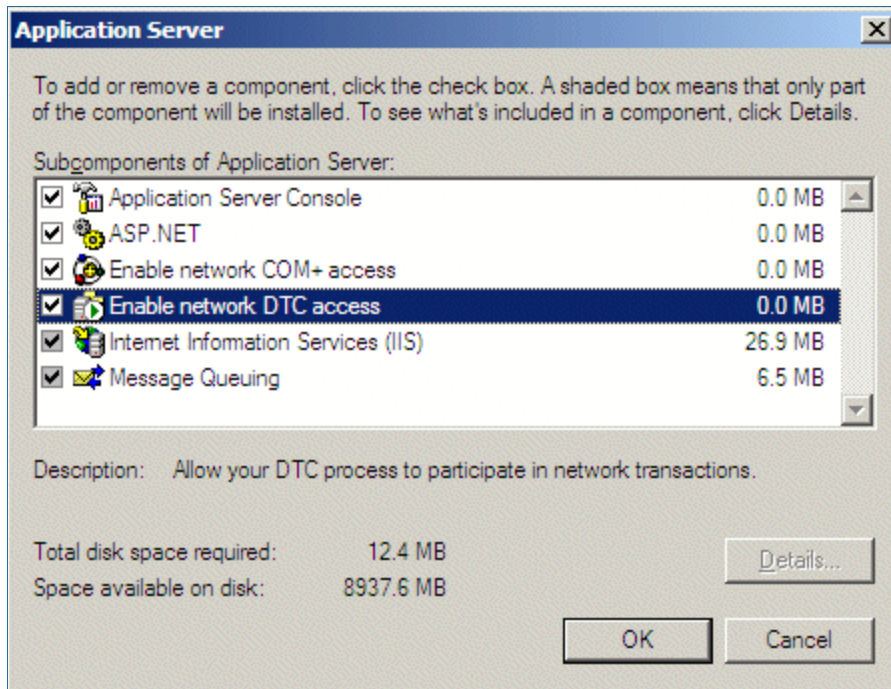 Application Server
To add or remove a component, click the check box. A shaded box means that only part
of the component will be installed. To see what's included in a component, click Details.
Subcomponents of Application Server:
Application Server Console 0.0 MB
ASP.NET 0.0 MB
Enable network COM+ access 0.0 MB
Enable network DTC access 0.0 MB
Internet Information Services (IIS) 26.9 MB
Message Queuing 6.5 MB
Description: Allow your DTC process to participate in network transactions.
Total disk space required: 12.4 MB
Space available on disk: 8937.6 MB
Details...
OK Cancel